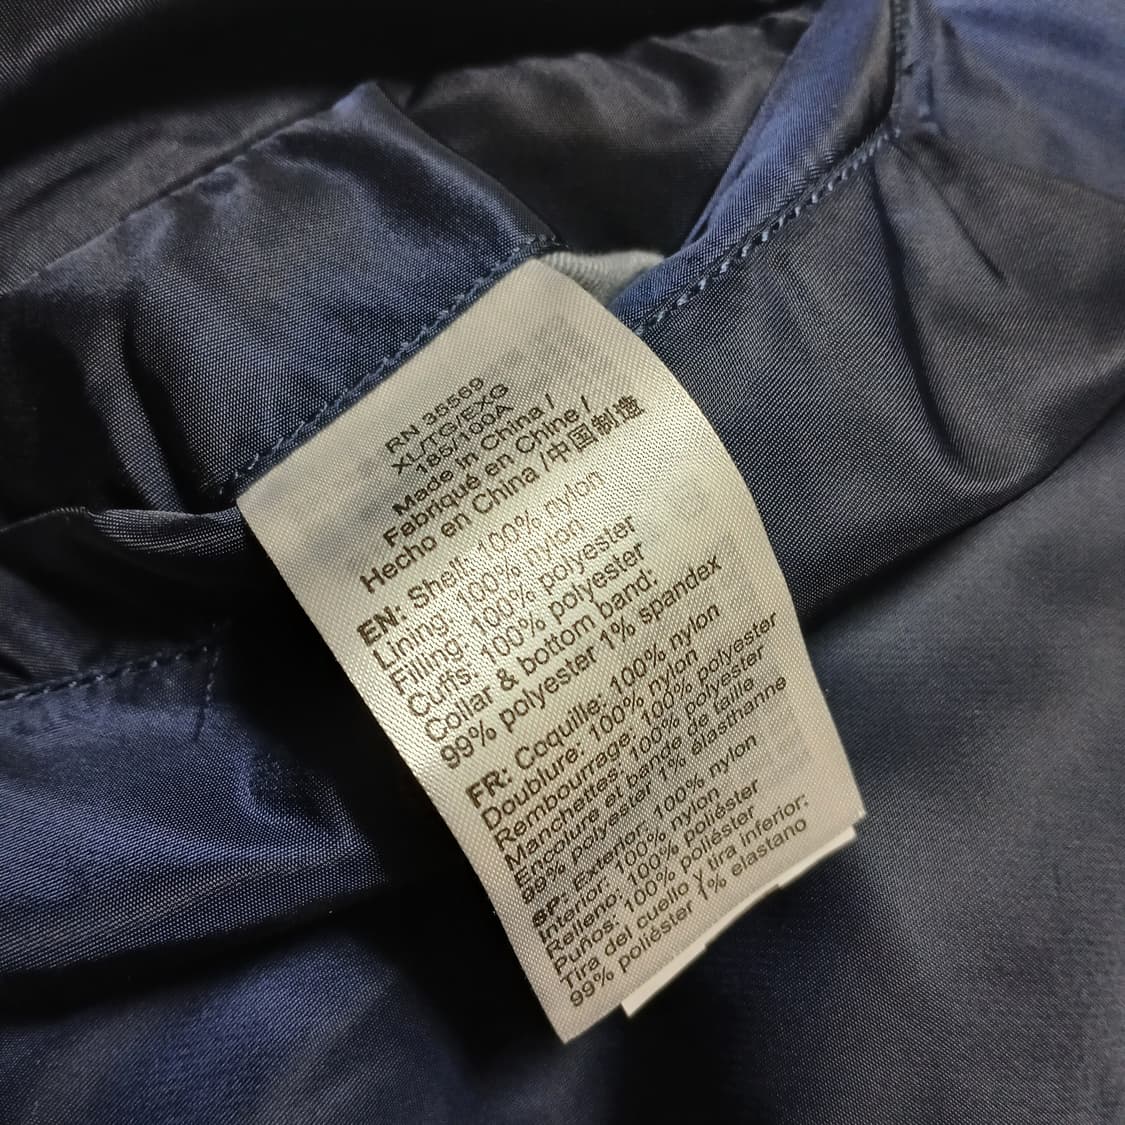 RN 35569
XL/TG/EXG
185/100A
Made in China /
Fabriqué en Chine /
Hecho en China /中国制造
EN: Shell: 100% nylon
Lining: 100% nylon
Filling: 100% polyester
Cuffs: 100% polyester
Collar & bottom band:
99% polyester 1% spandex
FR: Coquille: 100% nylon
Doublure: 100% nylon
Rembourrage: 100% polyester
Manchettes: 100% polyester
Encolure et bande de taille
99% polyester 1% élasthanne
SP: Exterior: 100% nylon
Interior: 100% nylon
Relleno: 100% poliéster
Puños: 100% poliéster
Tira del cuello y tira inferior:
99% poliéster 1% elastano